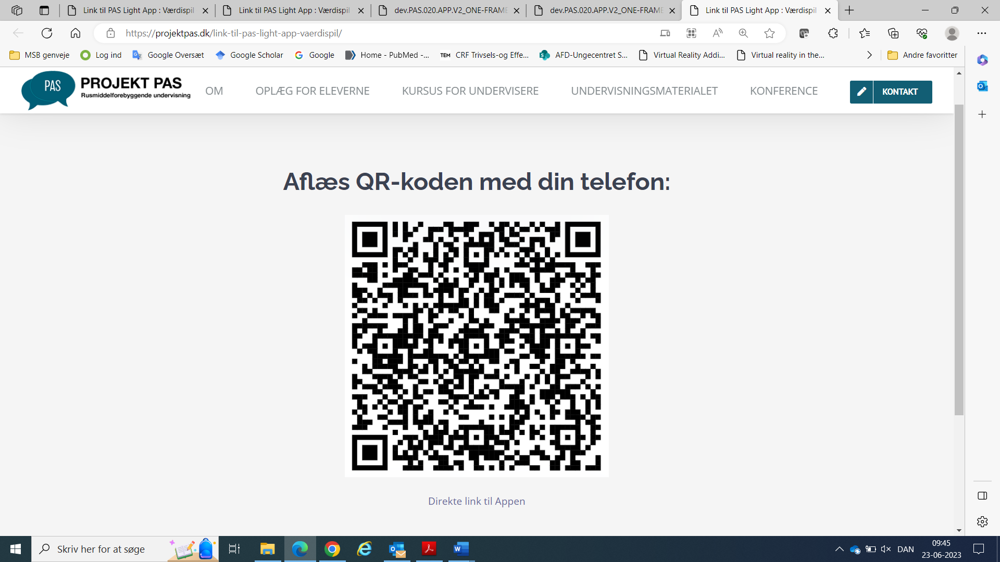 Link til PAS Light App : Værdispil
Link til PAS Light App : Værdispil
dev.PAS.020.APP.V2_ONE-FRAME
dev.PAS.020.APP.V2_ONE-FRAME
Link til PAS Light App : Værdispil
https://projektpas.dk/link-til-pas-light-app-vaerdispil/
MSB genveje
Log ind
Google Oversæt
Google Scholar
Google
Home - PubMed -...
TEM CRF Trivsels-og Effe...
AFD-Ungecentret S...
Virtual Reality Addi...
Virtual reality in the...
Andre favoritter
PAS
PROJEKT PAS
Rusmiddelforebyggende undervisning
OM
OPLÆG FOR ELEVERNE
KURSUS FOR UNDERVISERE
UNDERVISNINGSMATERIALET
KONFERENCE
KONTAKT
Aflæs QR-koden med din telefon:
Direkte link til Appen
Skriv her for at søge
DAN
09:45
23-06-2023